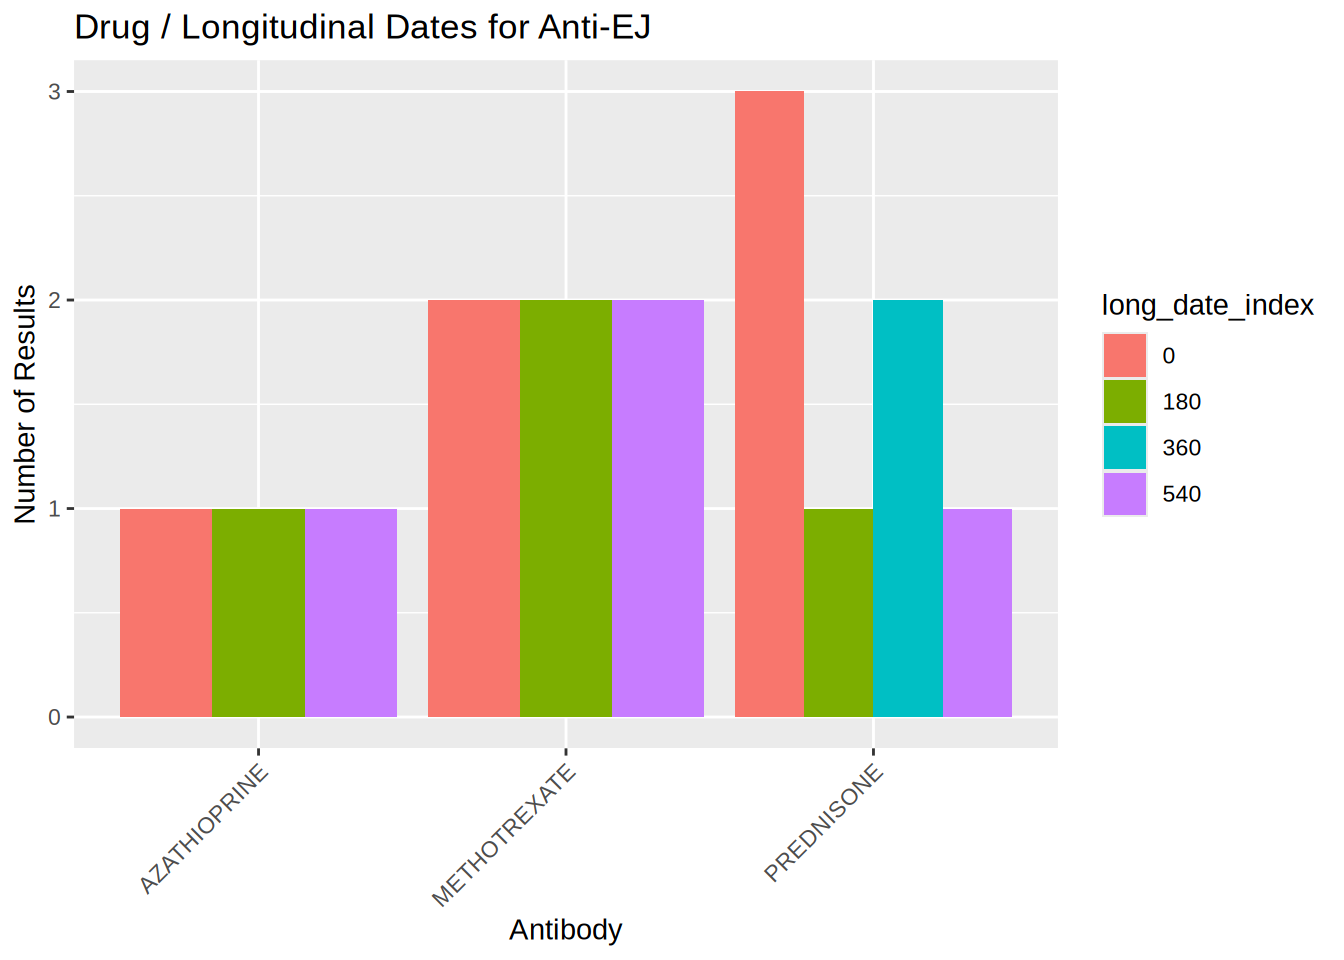 Drug / Longitudinal Dates for Anti-EJ
Number of Results
3
2
1
0
AZATHIOPRINE
METHOTREXATE
PREDNISONE
Antibody
long_date_index
0
180
360
540